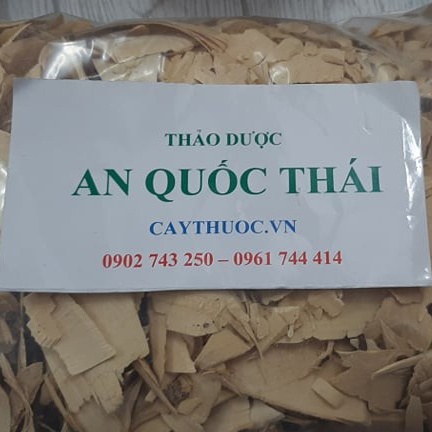 THẢO DƯỢC
AN QUỐC THÁI
CAYTHUOC.VN
0902 743 250 – 0961 744 414